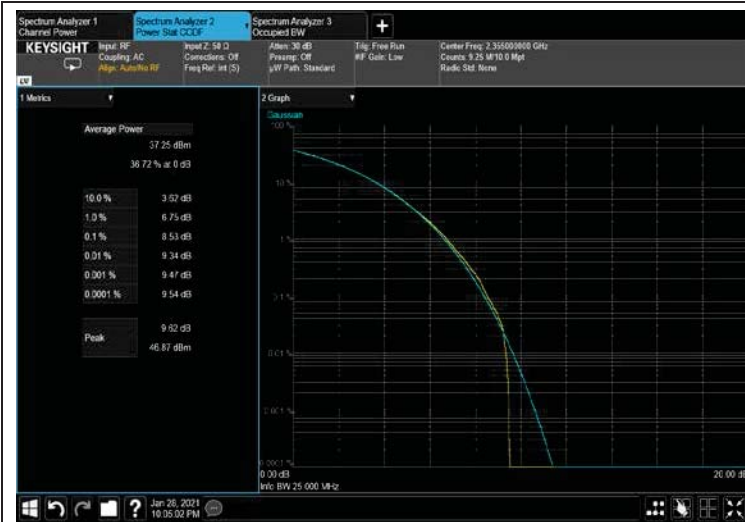 Spectrum Analyzer 1
Channel Power
Spectrum Analyzer 2
Power Stat CCDF
Spectrum Analyzer 3
Occupied BW
KEYSIGHT
Input: RF
Coupling: AC
Align: Auto/No RF
Input Z: 50 Ω
Corrections: Off
Freq Ref: Int (S)
Atten: 30 dB
Preamp: Off
µW Path: Standard
Trig: Free Run
#IF Gain: Low
Center Freq: 2.355000000 GHz
Counts: 9.25 M/10.0 Mpt
Radio Std: None
1 Metrics
Average Power
37.25 dBm
36.72 % at 0 dB
10.0 % 3.52 dB
1.0 % 6.75 dB
0.1 % 8.53 dB
0.01 % 9.34 dB
0.001 % 9.47 dB
0.0001 % 9.54 dB
Peak
9.62 dB
46.87 dBm
2 Graph
Gaussian
100 %
10 %
1 %
0.1 %
0.01 %
0.001 %
0.0001 %
0.00 dB
20.00 dB
Info BW 25.000 MHz
Jan 28, 2021
10:05:02 PM